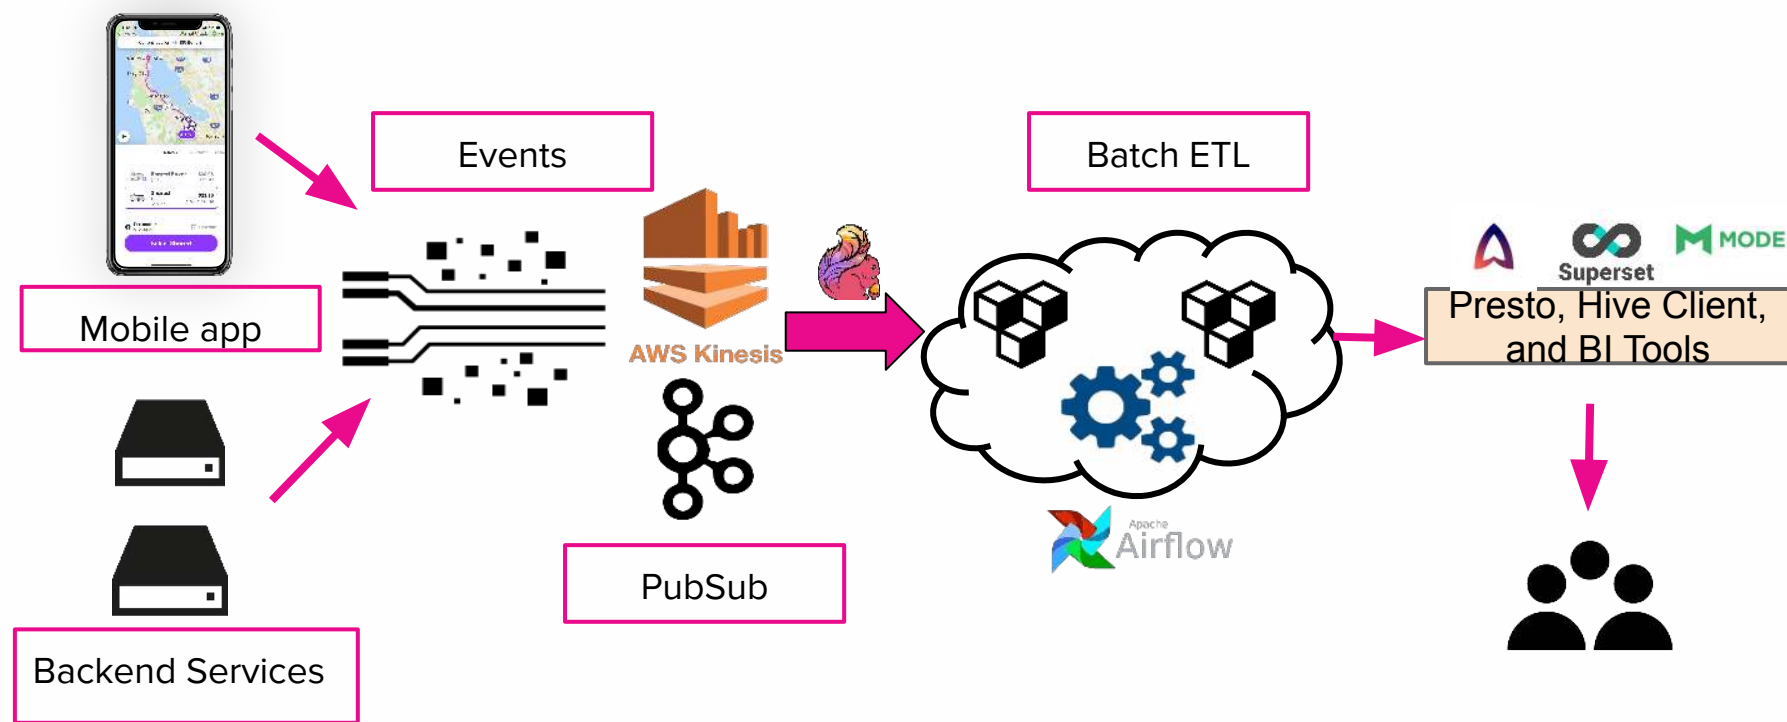 Events
Batch ETL
Mobile app
AWS Kinesis
Superset
MODE
Presto, Hive Client,
and BI Tools
Apache
Airflow
PubSub
Backend Services